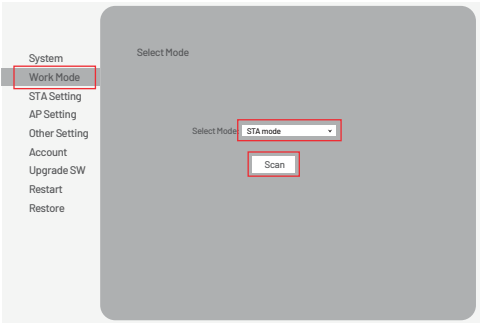 System
Work Mode
STA Setting
AP Setting
Other Setting
Account
Upgrade SW
Restart
Restore
Select Mode
Select Mode: STA mode
Scan